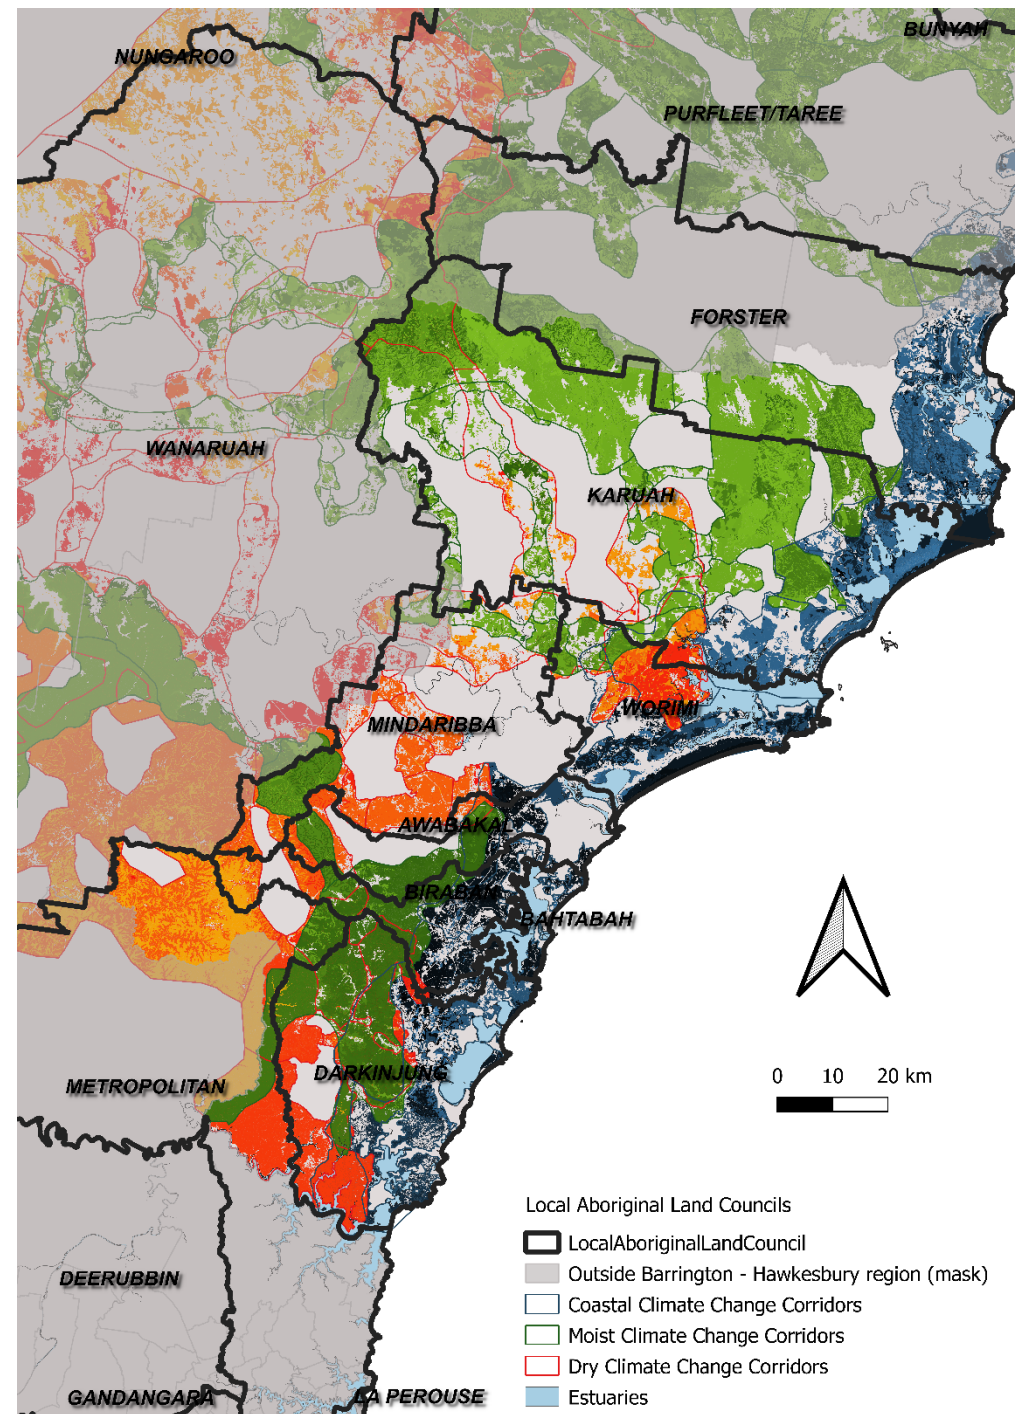 BUNYAH
NUNGAROO
PURFLEET/TAREE
FORSTER
WANARUAH
KARUAH
WORIMI
MINDARIBBA
AWABAKAL
BIRABAN
BAHTABAH
DARKINJUNG
METROPOLITAN
0 10 20 km
Local Aboriginal Land Councils
LocalAboriginalLandCouncil
Outside Barrington - Hawkesbury region (mask)
Coastal Climate Change Corridors
Moist Climate Change Corridors
Dry Climate Change Corridors
Estuaries
DEERUBBIN
GANDANGARA
LA PEROUSE